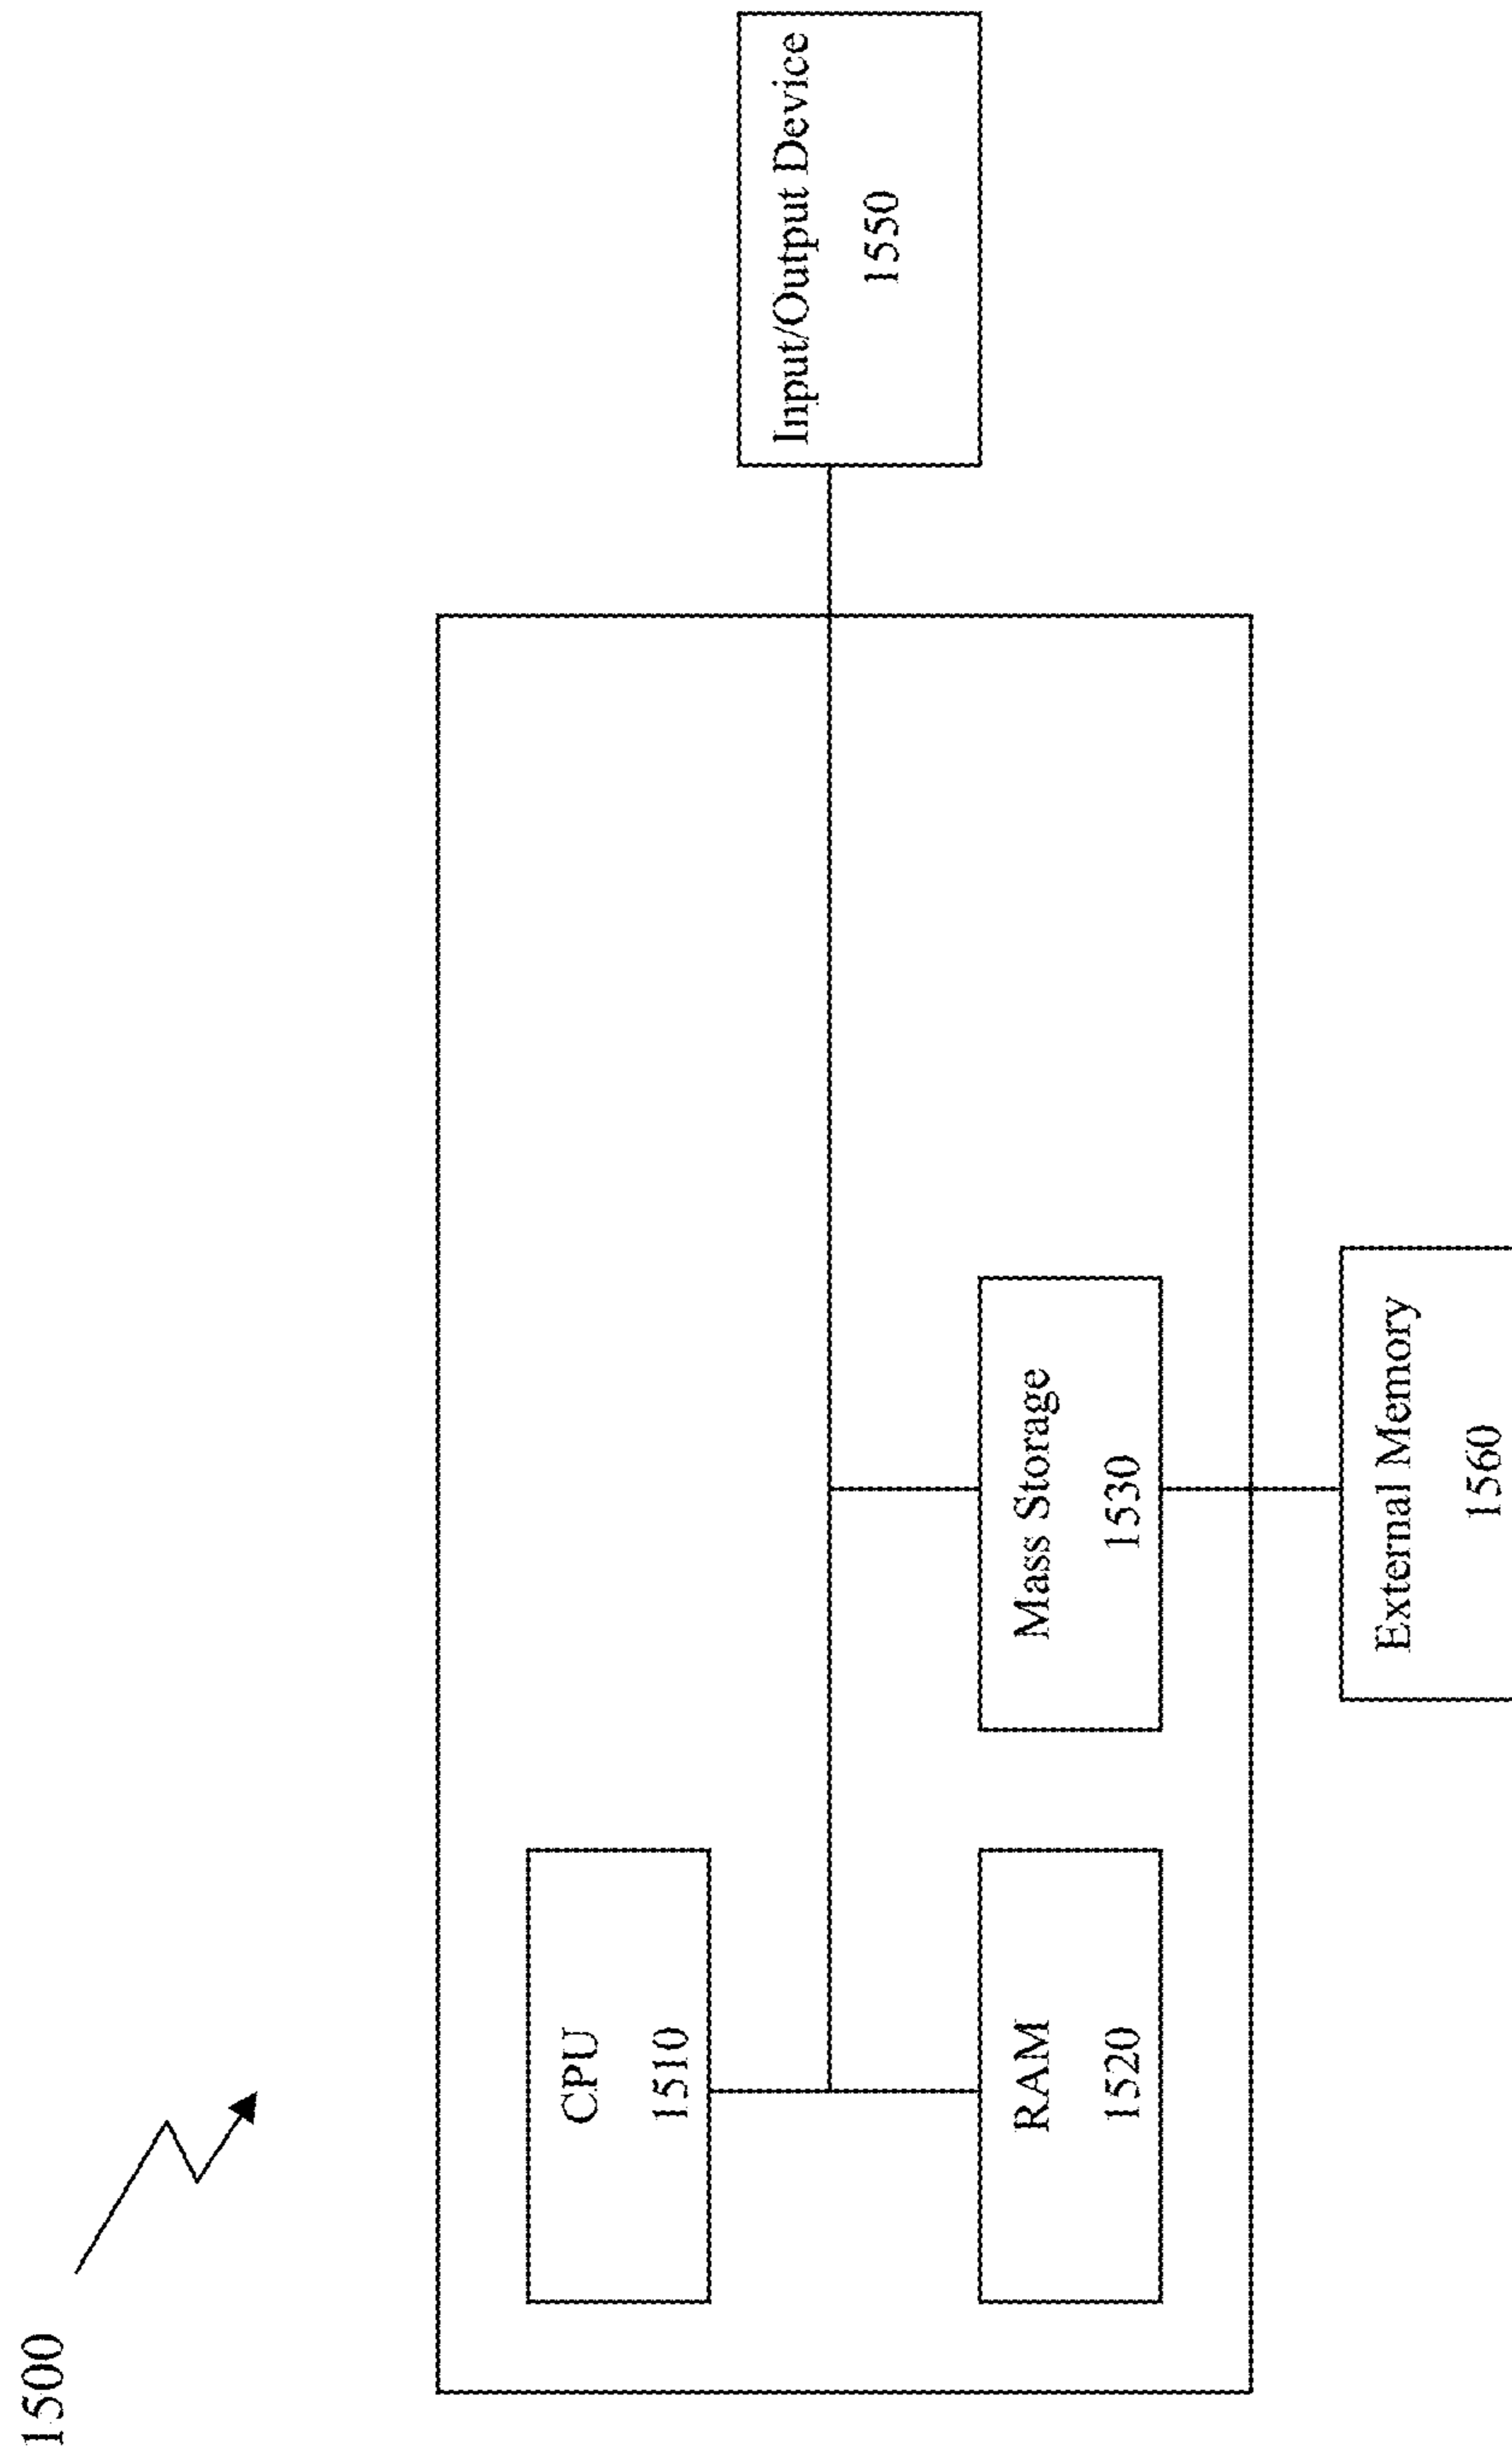 1500
CPU
1510
Input/Output Device
1550
RAM
1520
Mass Storage
1530
External Memory
1560